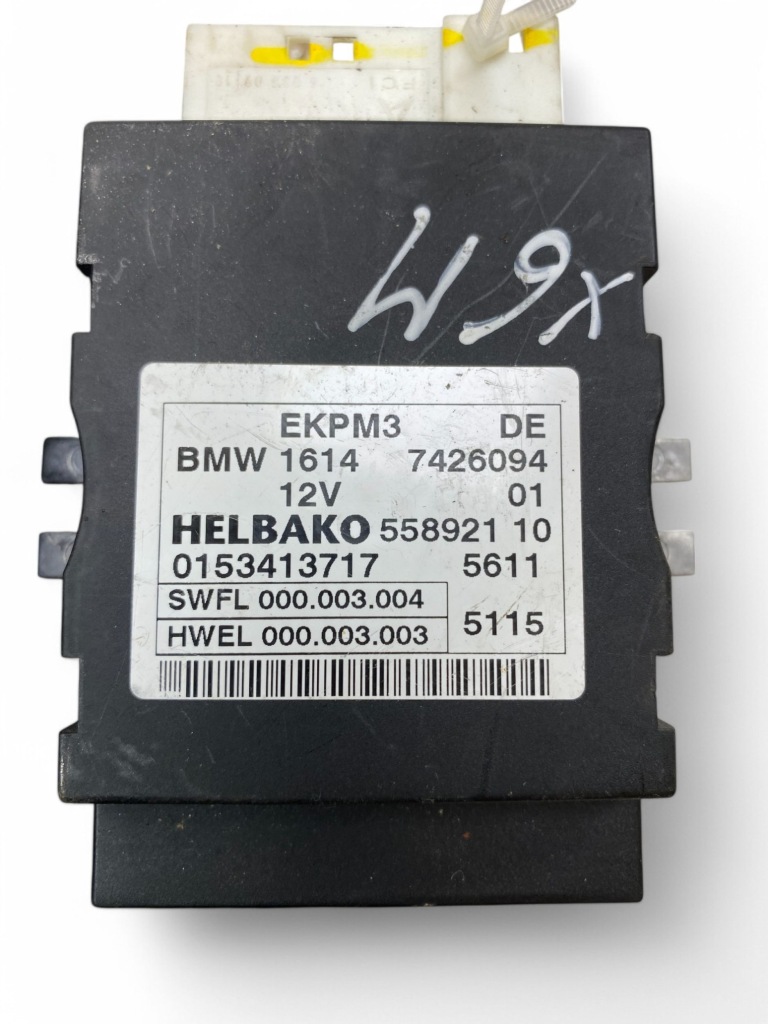 FCI
W9x
EKPM3 DE
BMW 1614 7426094
12V 01
HELBAKO 558921 10
0153413717 5611
SWFL 000.003.004
HWEL 000.003.003 5115